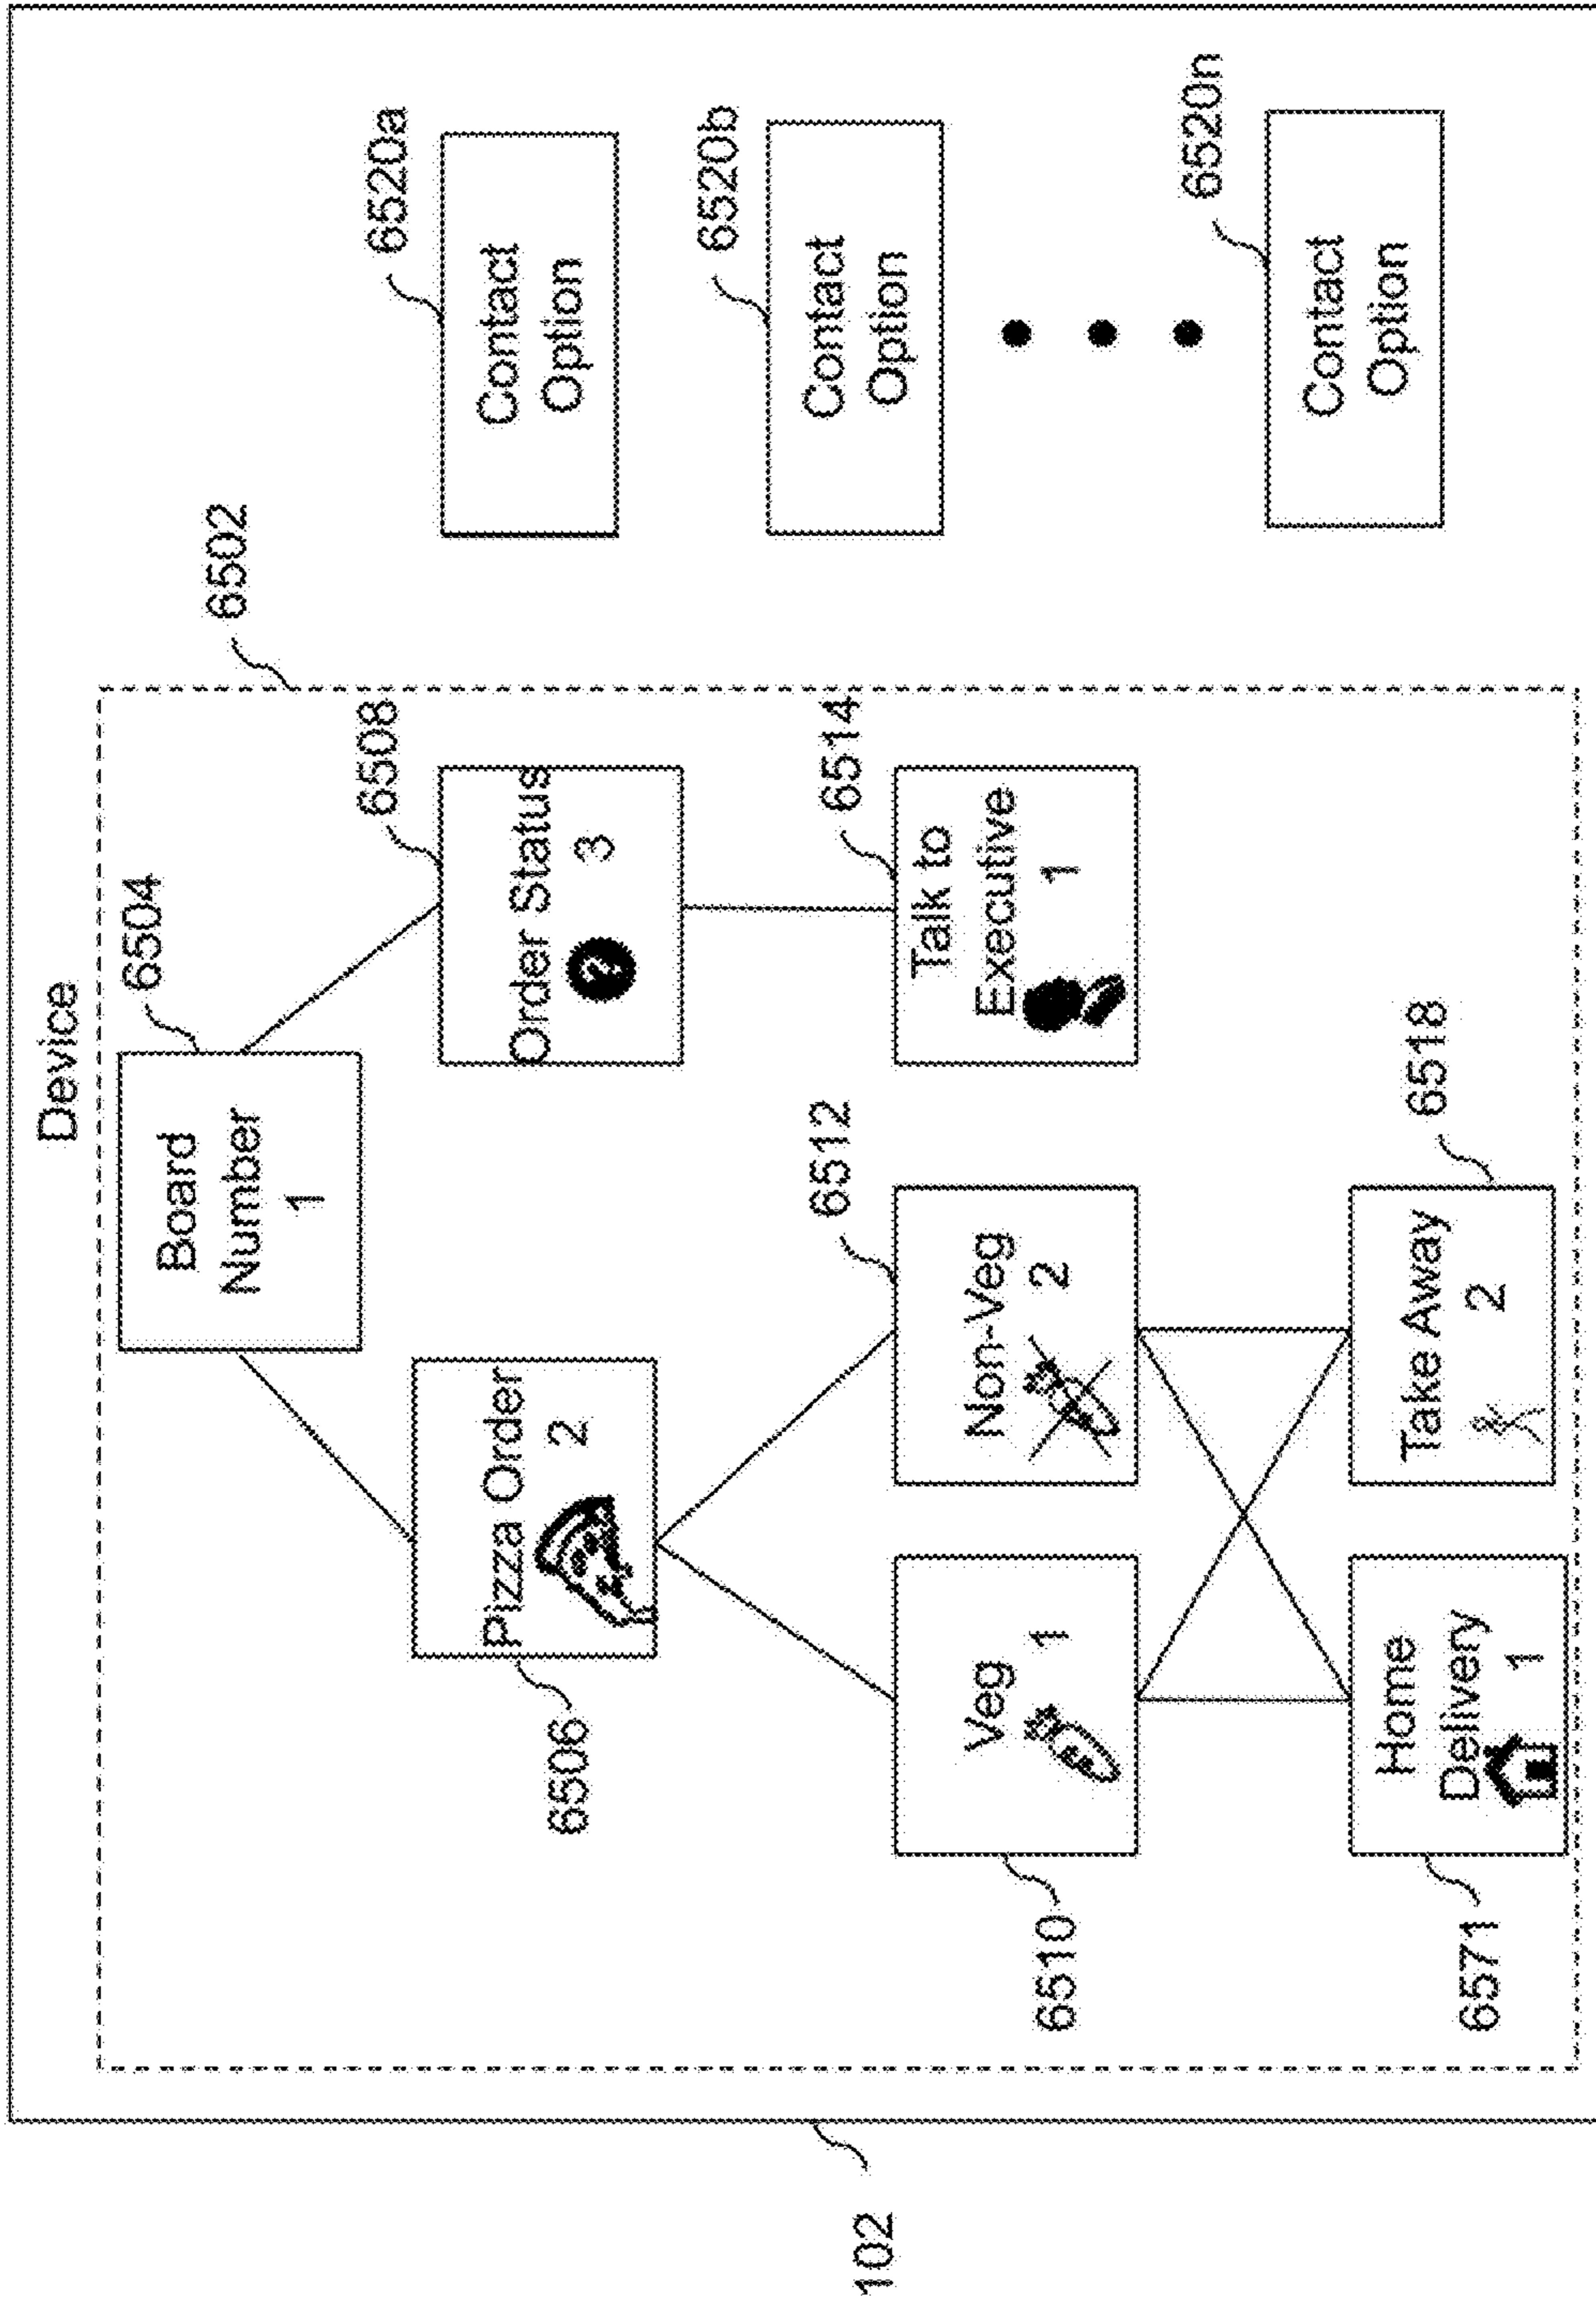 Device
6504
Board
Number
1
6502
6508
Order Status
3
6520a
Contact
Option
6506
Pizza Order
2
6520b
Contact
Option
6512
6514
6510
Veg
1
Non-Veg
2
Talk to
Executive
1
6520n
Contact
Option
6571
Home
Delivery
1
6518
Take Away
2
102